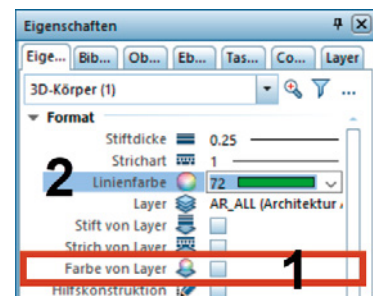 Eigenschaften
Eige... Bib... Ob... Eb... Tas... Co... Layer
3D-Körper (1) ...
Format
Stiftdicke 0.25
Strichart 1
2 Linienfarbe 72
Layer AR_ALL (Architektur
Stift von Layer
Strich von Layer
Farbe von Layer 1
Hilfskonstruktion